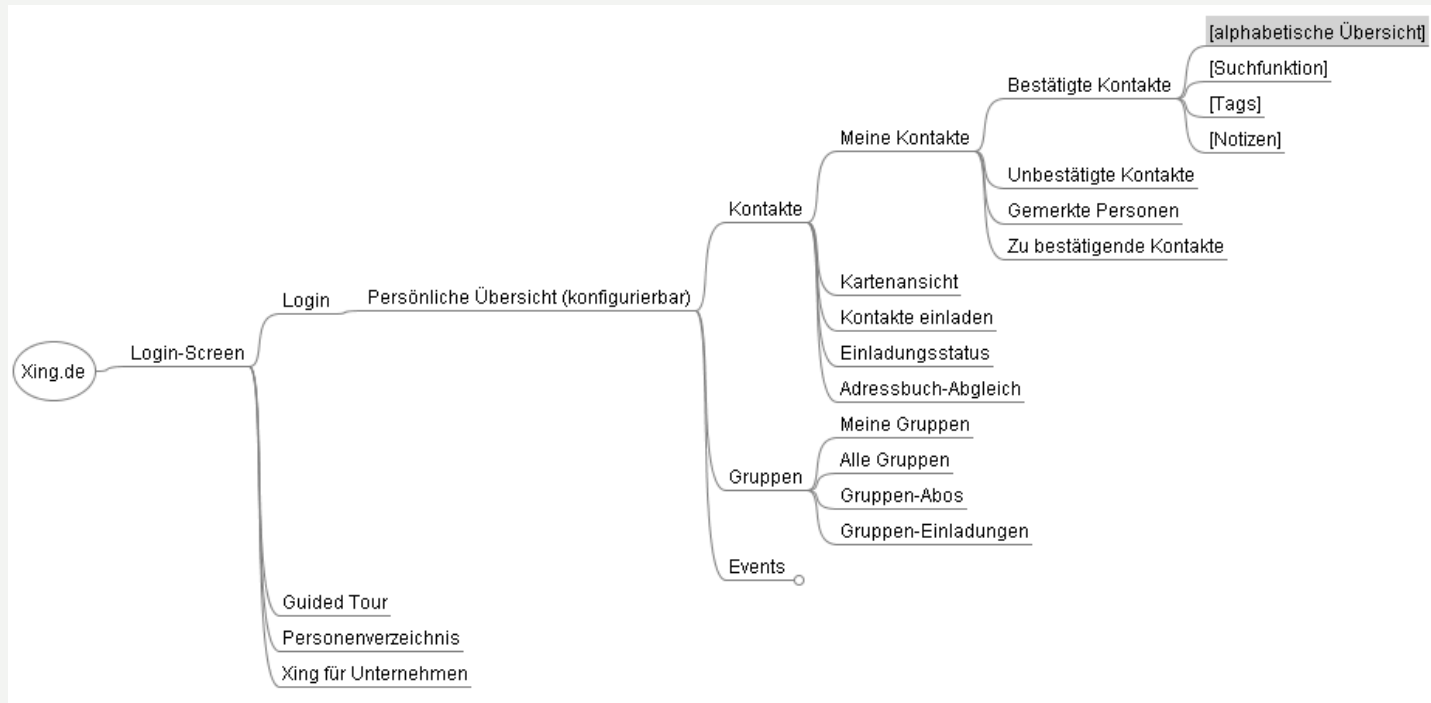 [alphabetische Übersicht]
[Suchfunktion]
Bestätigte Kontakte
[Tags]
[Notizen]
Meine Kontakte
Unbestätigte Kontakte
Gemerkte Personen
Kontakte
Zu bestätigende Kontakte
Kartenansicht
Login
Persönliche Übersicht (konfigurierbar)
Kontakte einladen
Login-Screen
Einladungsstatus
Xing.de
Adressbuch-Abgleich
Meine Gruppen
Alle Gruppen
Gruppen
Gruppen-Abos
Gruppen-Einladungen
Events
Guided Tour
Personenverzeichnis
Xing für Unternehmen